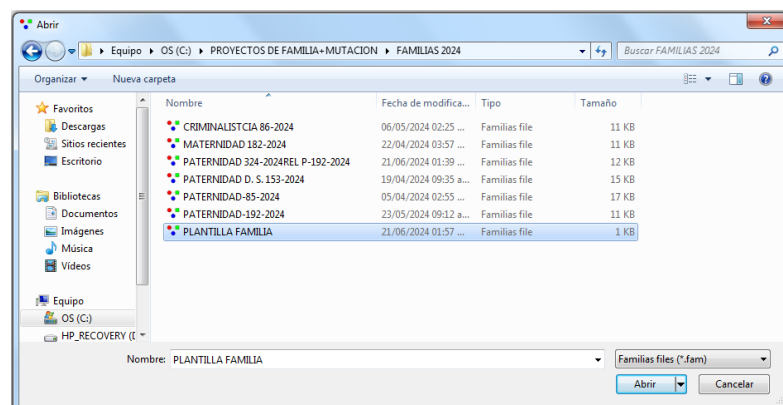 Abrir
Equipo ▸ OS (C:) ▸ PROYECTOS DE FAMILIA+MUTACION ▸ FAMILIAS 2024
Buscar FAMILIAS 2024
Organizar Nueva carpeta
Favoritos
Descargas
Sitios recientes
Escritorio
Bibliotecas
Documentos
Imágenes
Música
Vídeos
Equipo
OS (C:)
HP_RECOVERY (
Nombre Fecha de modifica... Tipo Tamaño
CRIMINALISTCIA 86-2024 06/05/2024 02:25 ... Familias file 11 KB
MATERNIDAD 182-2024 22/04/2024 03:57 ... Familias file 11 KB
PATERNIDAD 324-2024REL P-192-2024 21/06/2024 01:39 ... Familias file 12 KB
PATERNIDAD D. S. 153-2024 19/04/2024 09:35 a... Familias file 15 KB
PATERNIDAD-85-2024 05/04/2024 02:55 ... Familias file 17 KB
PATERNIDAD-192-2024 23/05/2024 09:12 a... Familias file 11 KB
PLANTILLA FAMILIA 21/06/2024 01:57 ... Familias file 1 KB
Nombre: PLANTILLA FAMILIA
Familias files (*.fam)
Abrir Cancelar